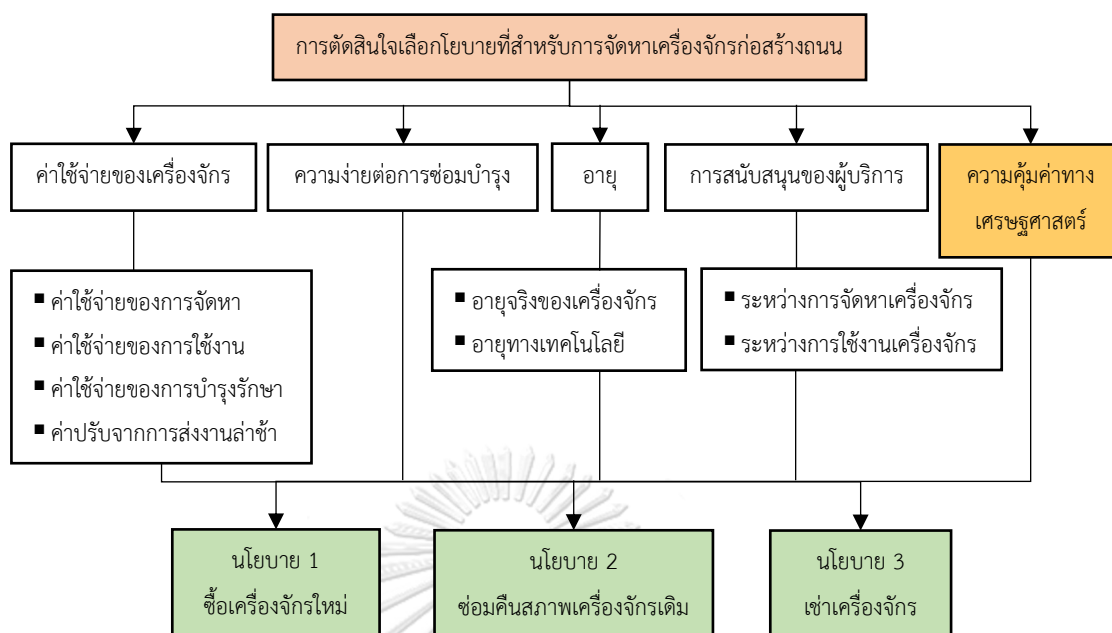 การตัดสินใจเลือกโยบายที่สำหรับการจัดหาเครื่องจักรก่อสร้างถนน
ค่าใช้จ่ายของเครื่องจักร
ความง่ายต่อการซ่อมบำรุง
อายุ
การสนับสนุนของผู้บริการ
ความคุ้มค่าทาง
เศรษฐศาสตร์
▪ ค่าใช้จ่ายของการจัดหา
▪ ค่าใช้จ่ายของการใช้งาน
▪ ค่าใช้จ่ายของการบำรุงรักษา
▪ ค่าปรับจากการส่งงานล่าช้า
▪ อายุจริงของเครื่องจักร
▪ อายุทางเทคโนโลยี
▪ ระหว่างการจัดหาเครื่องจักร
▪ ระหว่างการใช้งานเครื่องจักร
นโยบาย 1
ซื้อเครื่องจักรใหม่
นโยบาย 2
ซ่อมคืนสภาพเครื่องจักรเดิม
นโยบาย 3
เช่าเครื่องจักร